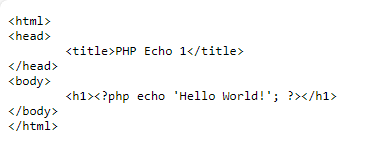 <html>
<head>
        <title>PHP Echo 1</title>
</head>
<body>
        <h1><?php echo 'Hello World!'; ?></h1>
</body>
</html>